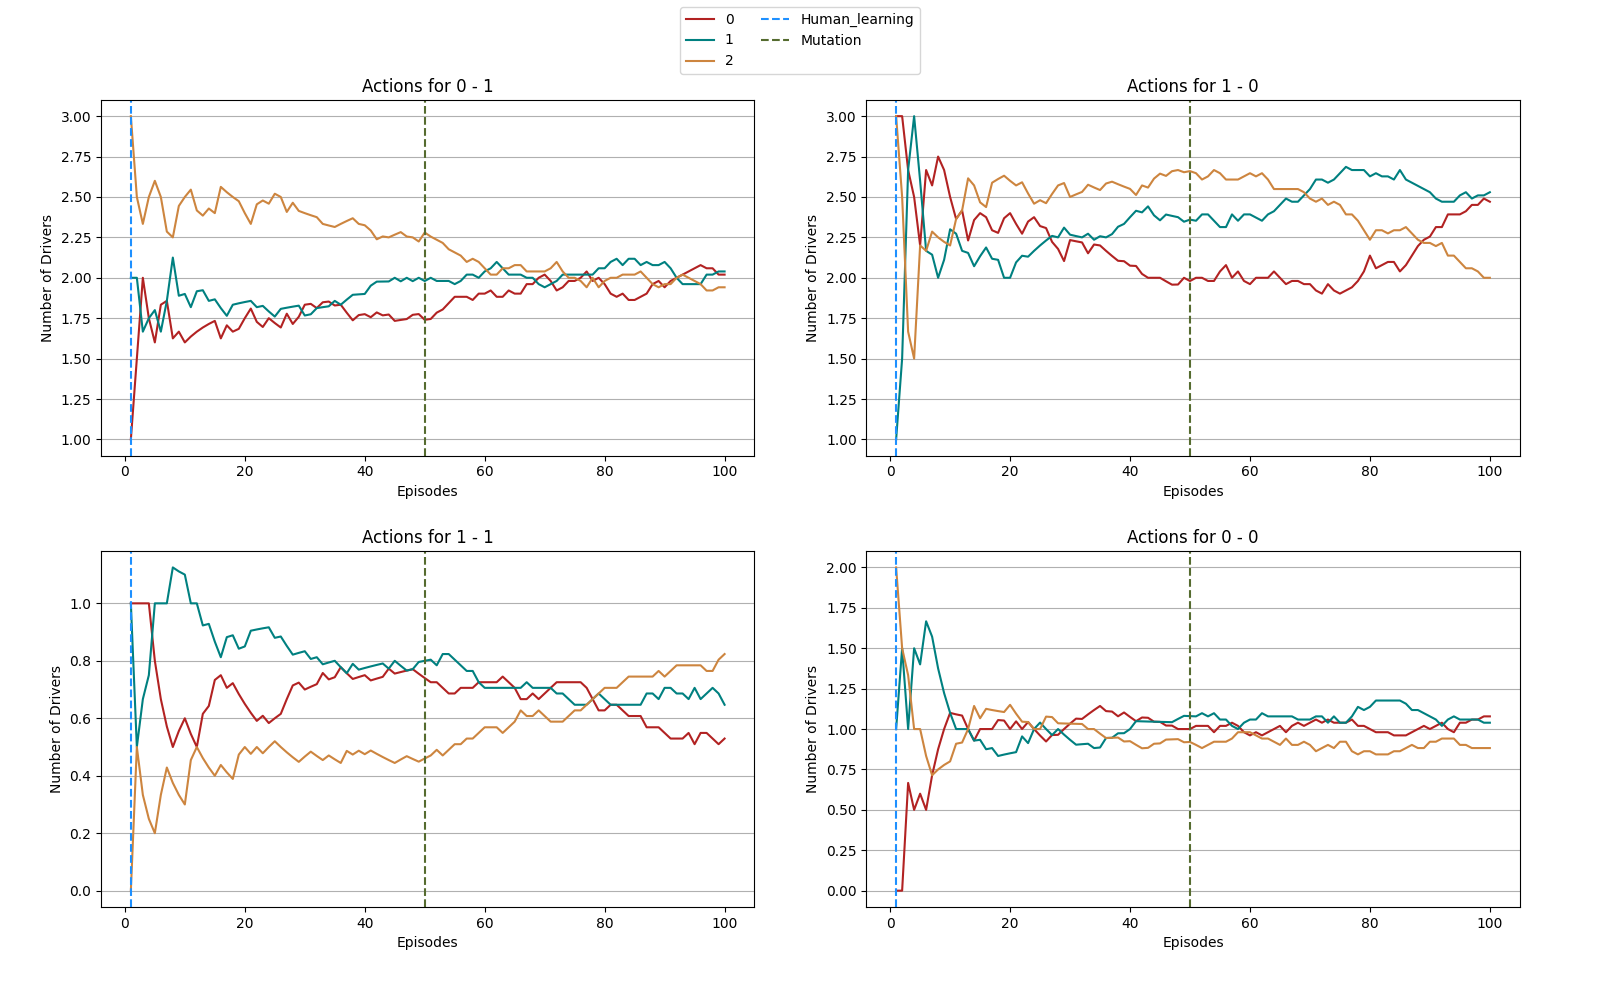 0 Human_learning
1 Mutation
2
Actions for 0 - 1
3.00
2.75
2.50
2.25
2.00
1.75
1.50
1.25
1.00
Number of Drivers
0 20 40 60 80 100
Episodes
Actions for 1 - 0
3.00
2.75
2.50
2.25
2.00
1.75
1.50
1.25
1.00
Number of Drivers
0 20 40 60 80 100
Episodes
Actions for 1 - 1
1.0
0.8
0.6
0.4
0.2
0.0
Number of Drivers
0 20 40 60 80 100
Episodes
Actions for 0 - 0
2.00
1.75
1.50
1.25
1.00
0.75
0.50
0.25
0.00
Number of Drivers
0 20 40 60 80 100
Episodes